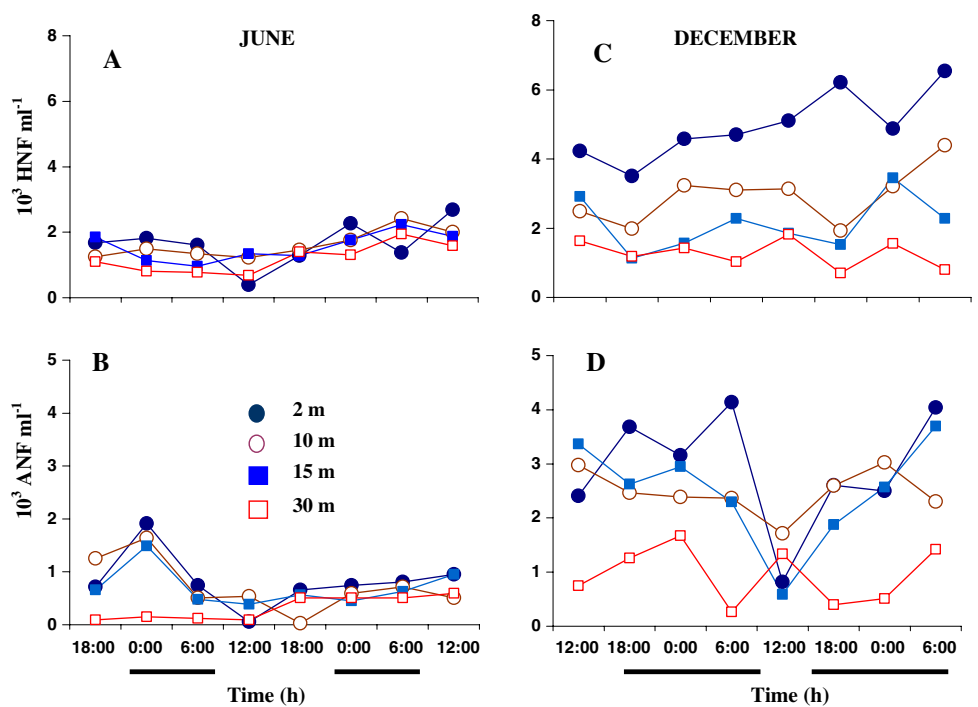 JUNE
A
8
6
4
2
0
10³ HNF ml⁻¹
DECEMBER
C
8
6
4
2
0
B
5
4
3
2
1
0
10³ ANF ml⁻¹
2 m
10 m
15 m
30 m
18:00 0:00 6:00 12:00 18:00 0:00 6:00 12:00
Time (h)
D
5
4
3
2
1
0
12:00 18:00 0:00 6:00 12:00 18:00 0:00 6:00
Time (h)